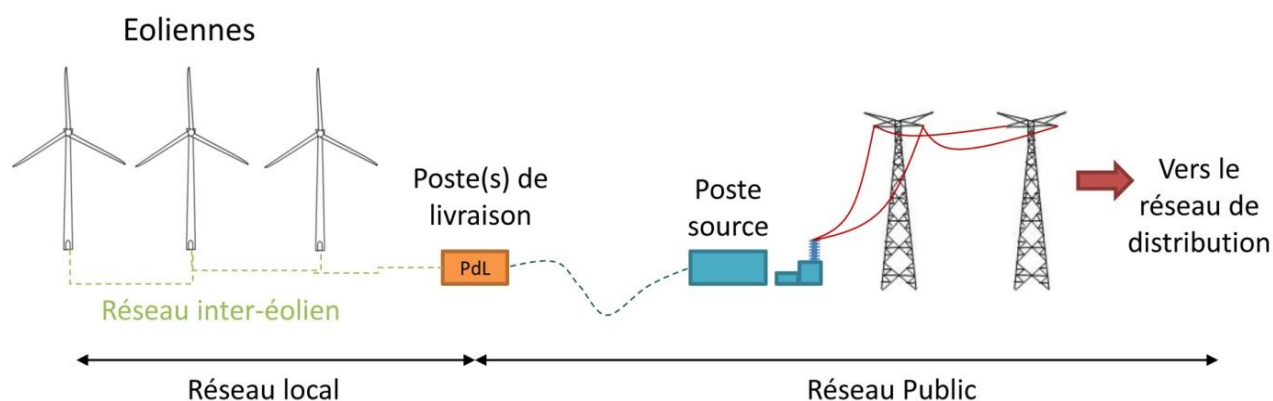 Eoliennes
Poste(s) de
livraison
Poste
source
Vers le
réseau de
distribution
PdL
Réseau inter-éolien
Réseau local
Réseau Public